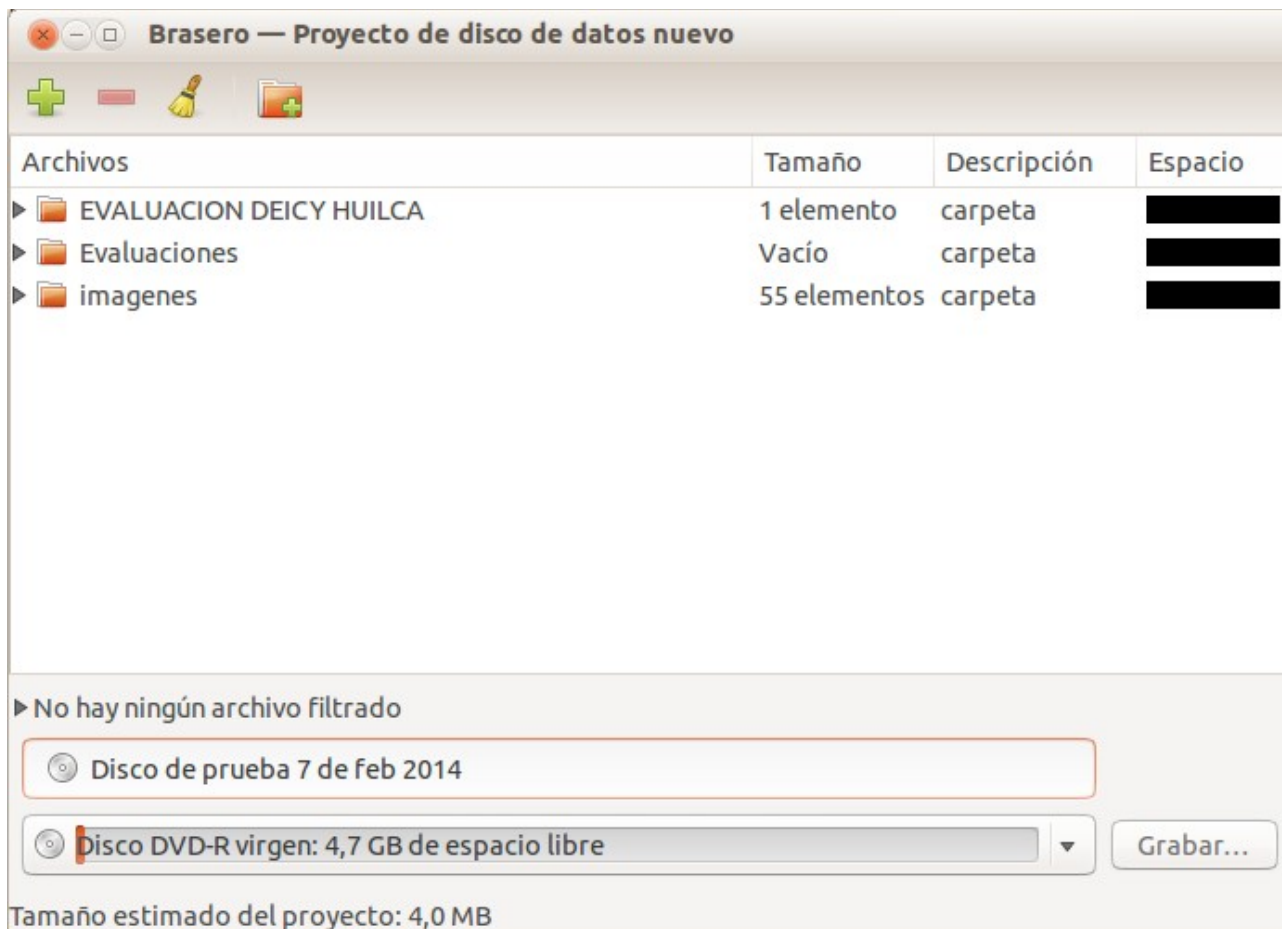 Brasero — Proyecto de disco de datos nuevo
Archivos Tamaño Descripción Espacio
EVALUACION DEICY HUILCA 1 elemento carpeta
Evaluaciones Vacío carpeta
imagenes 55 elementos carpeta
No hay ningún archivo filtrado
Disco de prueba 7 de feb 2014
Disco DVD-R virgen: 4,7 GB de espacio libre Grabar...
Tamaño estimado del proyecto: 4,0 MB